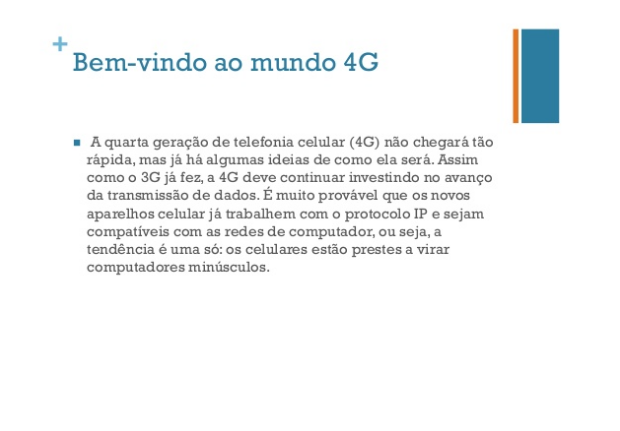 +
Bem-vindo ao mundo 4G
A quarta geração de telefonia celular (4G) não chegará tão
rápida, mas já há algumas ideias de como ela será. Assim
como o 3G já fez, a 4G deve continuar investindo no avanço
da transmissão de dados. É muito provável que os novos
aparelhos celular já trabalhem com o protocolo IP e sejam
compatíveis com as redes de computador, ou seja, a
tendência é uma só: os celulares estão prestes a virar
computadores minúsculos.